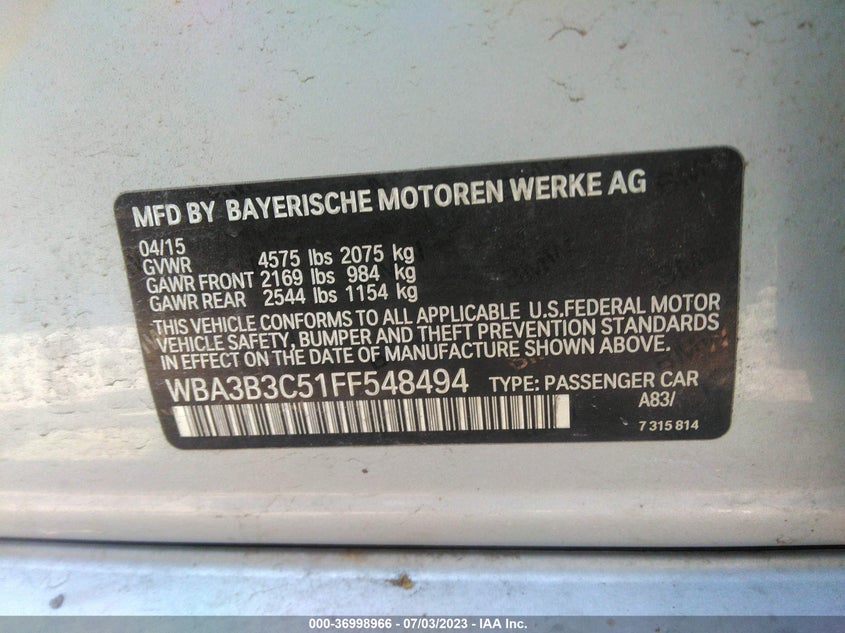 MFD BY BAYERISCHE MOTOREN WERKE AG
04/15
GVWR 4575 lbs 2075 kg
GAWR FRONT 2169 lbs 984 kg
GAWR REAR 2544 lbs 1154 kg
THIS VEHICLE CONFORMS TO ALL APPLICABLE U.S.FEDERAL MOTOR
VEHICLE SAFETY, BUMPER AND THEFT PREVENTION STANDARDS
IN EFFECT ON THE DATE OF MANUFACTURE SHOWN ABOVE.
WBA3B3C51FF548494 TYPE: PASSENGER CAR
A83/
7 315 814
000-36998966 — 07/03/2023 — IAA Inc.